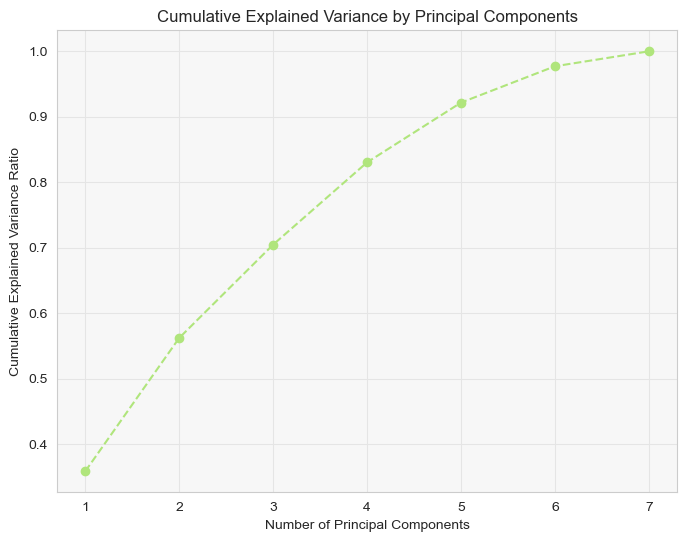 Cumulative Explained Variance by Principal Components
1.0
0.9
0.8
0.7
0.6
0.5
0.4
Cumulative Explained Variance Ratio
1 2 3 4 5 6 7
Number of Principal Components